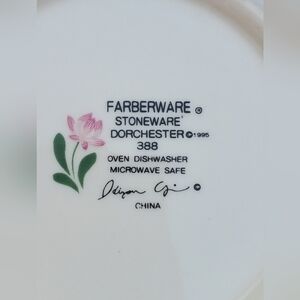 FARBERWARE ®
STONEWARE
DORCHESTER © 1995
388
OVEN DISHWASHER
MICROWAVE SAFE
©
CHINA